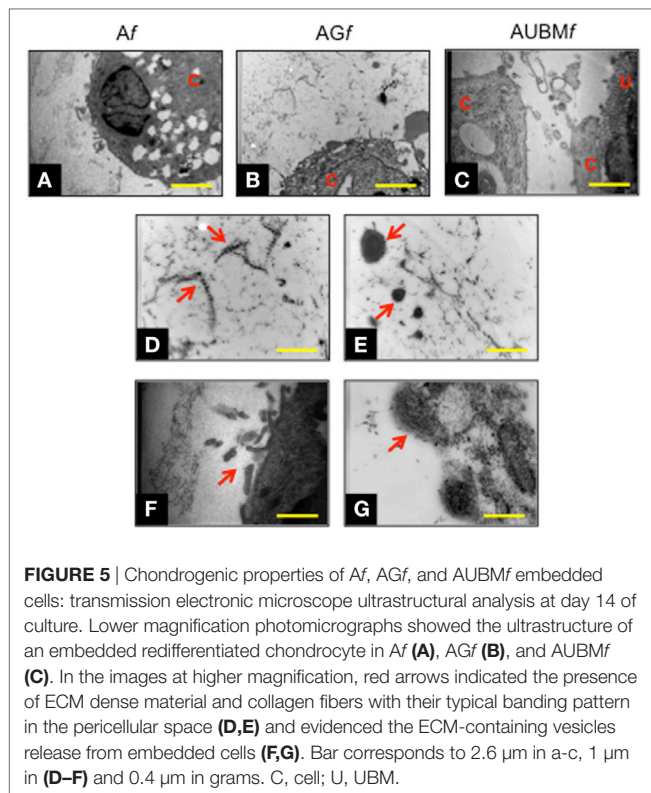 Af AGf AUBMf
C C U
C
C
A B C
D E
F G
FIGURE 5 | Chondrogenic properties of Af, AGf, and AUBMf embedded
cells: transmission electronic microscope ultrastructural analysis at day 14 of
culture. Lower magnification photomicrographs showed the ultrastructure of
an embedded redifferentiated chondrocyte in Af (A), AGf (B), and AUBMf
(C). In the images at higher magnification, red arrows indicated the presence
of ECM dense material and collagen fibers with their typical banding pattern
in the pericellular space (D,E) and evidenced the ECM-containing vesicles
release from embedded cells (F,G). Bar corresponds to 2.6 µm in a-c, 1 µm
in (D–F) and 0.4 µm in grams. C, cell; U, UBM.